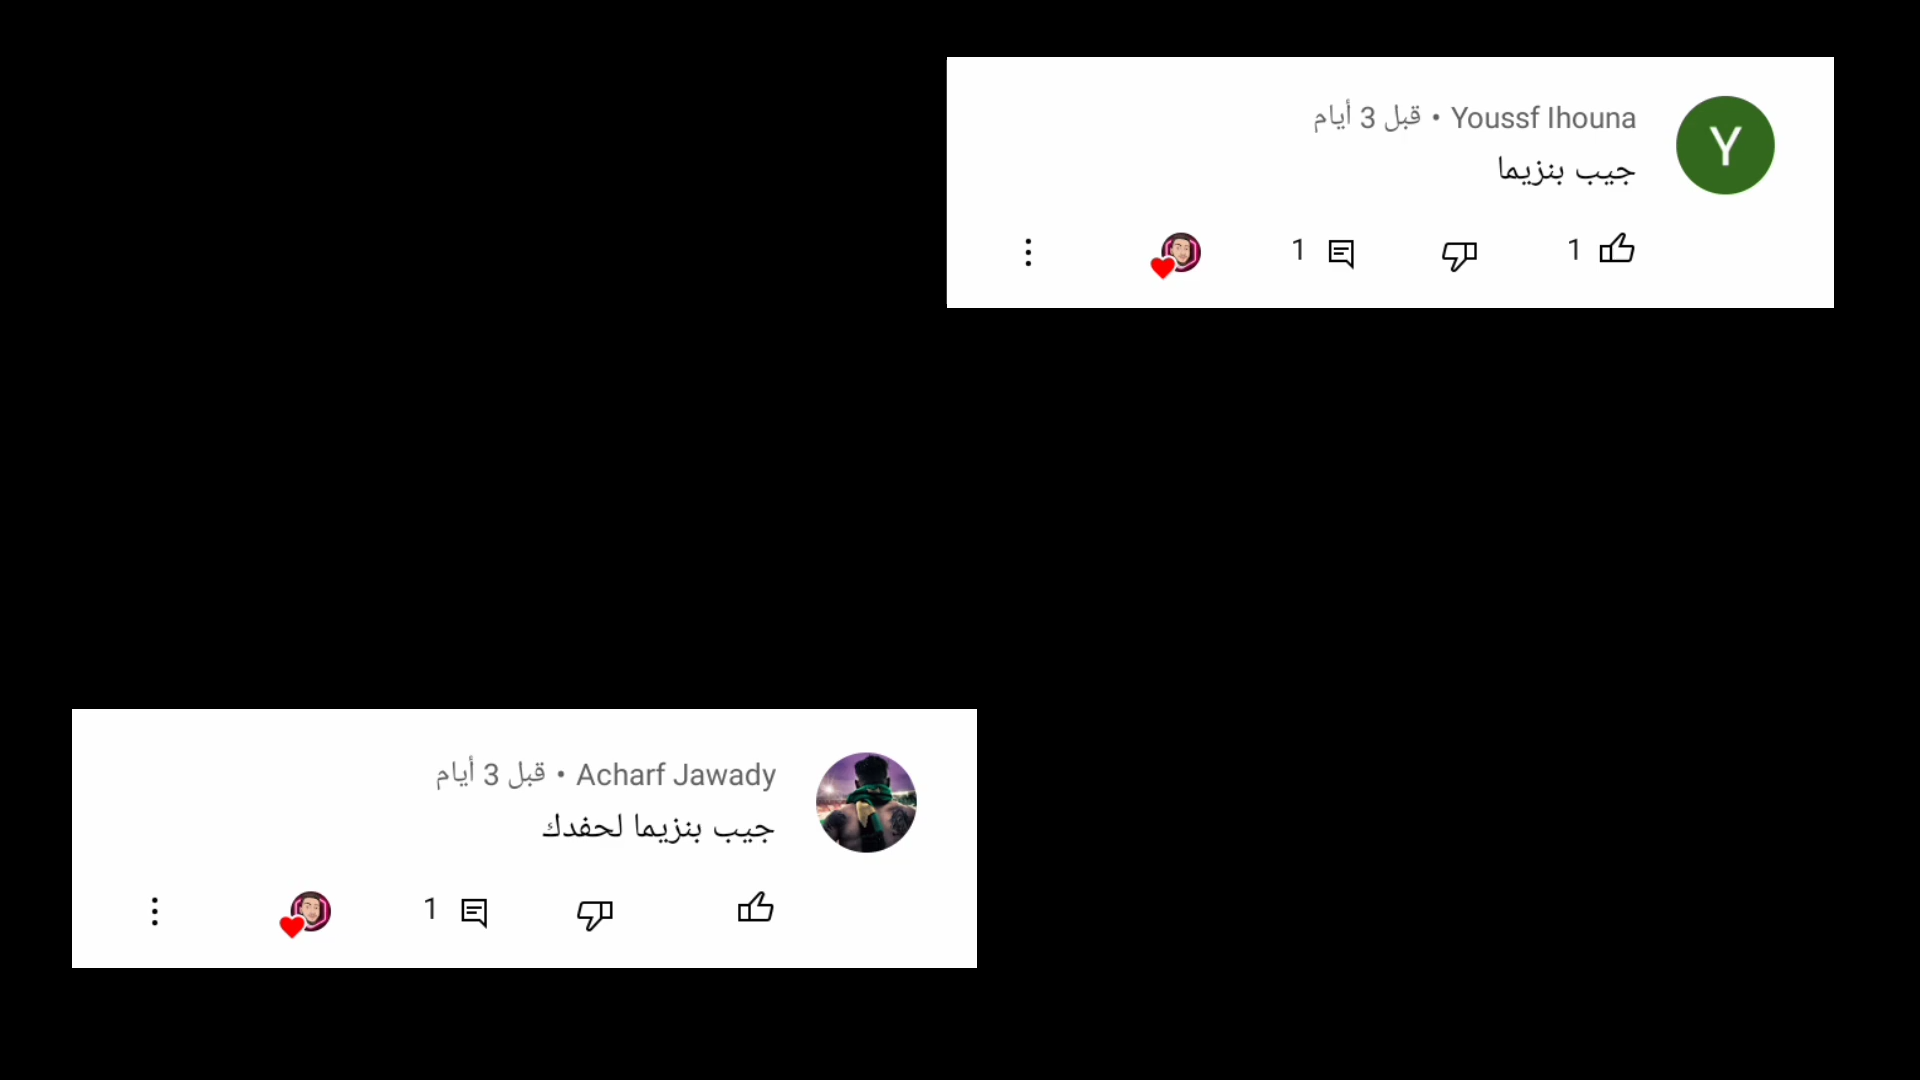 Youssf Ihouna • قبل 3 أيام
جيب بنزيما
Y
1 1
Acharf Jawady • قبل 3 أيام
جيب بنزيما لحفدك
1